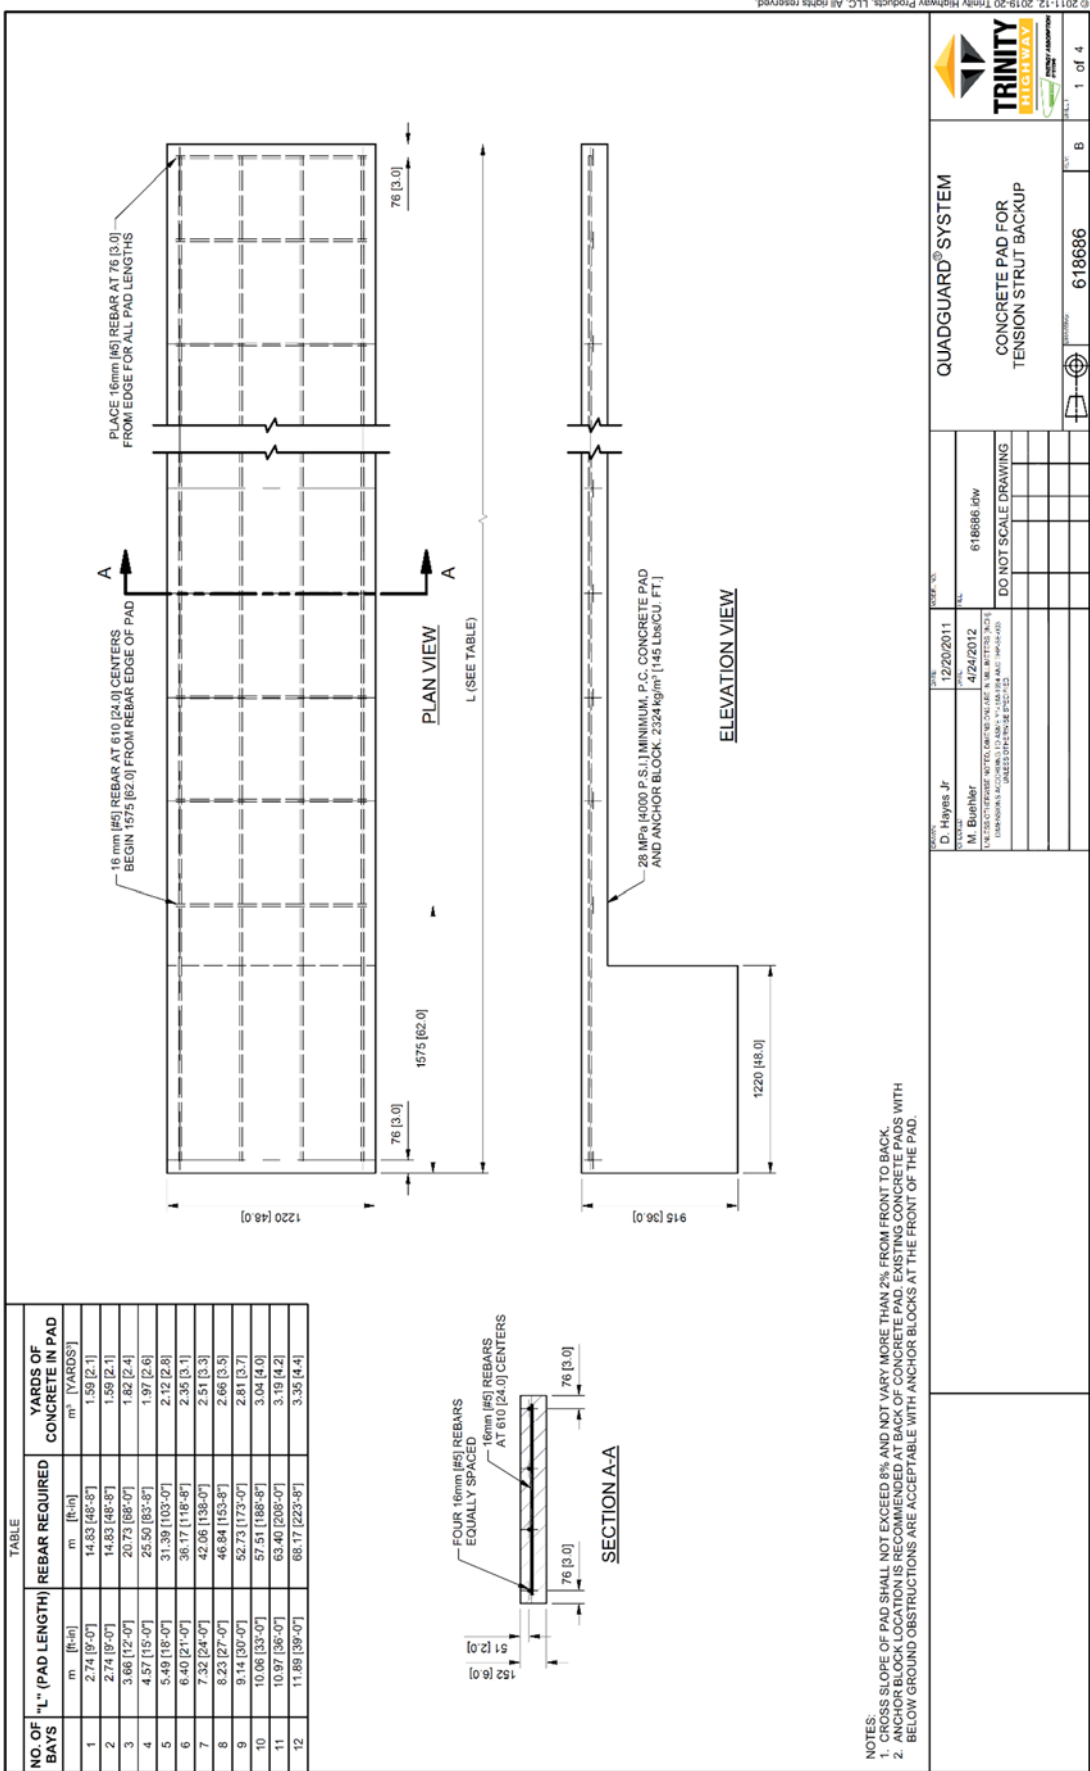 TABLE
NO. OF BAYS "L" (PAD LENGTH) REBAR REQUIRED YARDS OF CONCRETE IN PAD
m [ft-in] m [ft-in] m³ [YARDS³]
1 2.74 [9'-0"] 14.83 [48'-8"] 1.59 [2.1]
2 2.74 [9'-0"] 14.83 [48'-8"] 1.59 [2.1]
3 3.66 [12'-0"] 20.73 [68'-0"] 1.82 [2.4]
4 4.57 [15'-0"] 25.50 [83'-8"] 1.97 [2.6]
5 5.49 [18'-0"] 31.39 [103'-0"] 2.12 [2.8]
6 6.40 [21'-0"] 36.17 [118'-8"] 2.35 [3.1]
7 7.32 [24'-0"] 42.06 [138'-0"] 2.51 [3.3]
8 8.23 [27'-0"] 46.84 [153'-8"] 2.66 [3.5]
9 9.14 [30'-0"] 52.73 [173'-0"] 2.81 [3.7]
10 10.06 [33'-0"] 57.51 [188'-8"] 3.04 [4.0]
11 10.97 [36'-0"] 63.40 [208'-0"] 3.19 [4.2]
12 11.89 [39'-0"] 68.17 [223'-8"] 3.35 [4.4]
16 mm [#5] REBAR AT 610 [24.0] CENTERS
BEGIN 1575 [62.0] FROM REBAR EDGE OF PAD
PLACE 16mm [#5] REBAR AT 76 [3.0]
FROM EDGE FOR ALL PAD LENGTHS
A
A
1220 [48.0]
76 [3.0]
1575 [62.0]
76 [3.0]
PLAN VIEW
L (SEE TABLE)
FOUR 16mm [#5] REBARS
EQUALLY SPACED
16mm [#5] REBARS
AT 610 [24.0] CENTERS
152 [6.0]
51 [2.0]
76 [3.0]
76 [3.0]
SECTION A-A
915 [36.0]
1220 [48.0]
28 MPa [4000 P.S.I.] MINIMUM, P.C. CONCRETE PAD
AND ANCHOR BLOCK. 2324 kg/m³ [145 Lbs/CU. FT.]
ELEVATION VIEW
NOTES:
1. CROSS SLOPE OF PAD SHALL NOT EXCEED 8% AND NOT VARY MORE THAN 2% FROM FRONT TO BACK.
2. ANCHOR BLOCK LOCATION IS RECOMMENDED AT BACK OF CONCRETE PAD. EXISTING CONCRETE PADS WITH
BELOW GROUND OBSTRUCTIONS ARE ACCEPTABLE WITH ANCHOR BLOCKS AT THE FRONT OF THE PAD.
D. Hayes Jr
12/20/2011
M. Buehler
4/24/2012
618686.idw
DO NOT SCALE DRAWING
QUADGUARD® SYSTEM
CONCRETE PAD FOR
TENSION STRUT BACKUP
618686
B
1 of 4
TRINITY
HIGHWAY
© 2011-12, 2019-20 Trinity Highway Products, LLC. All rights reserved.